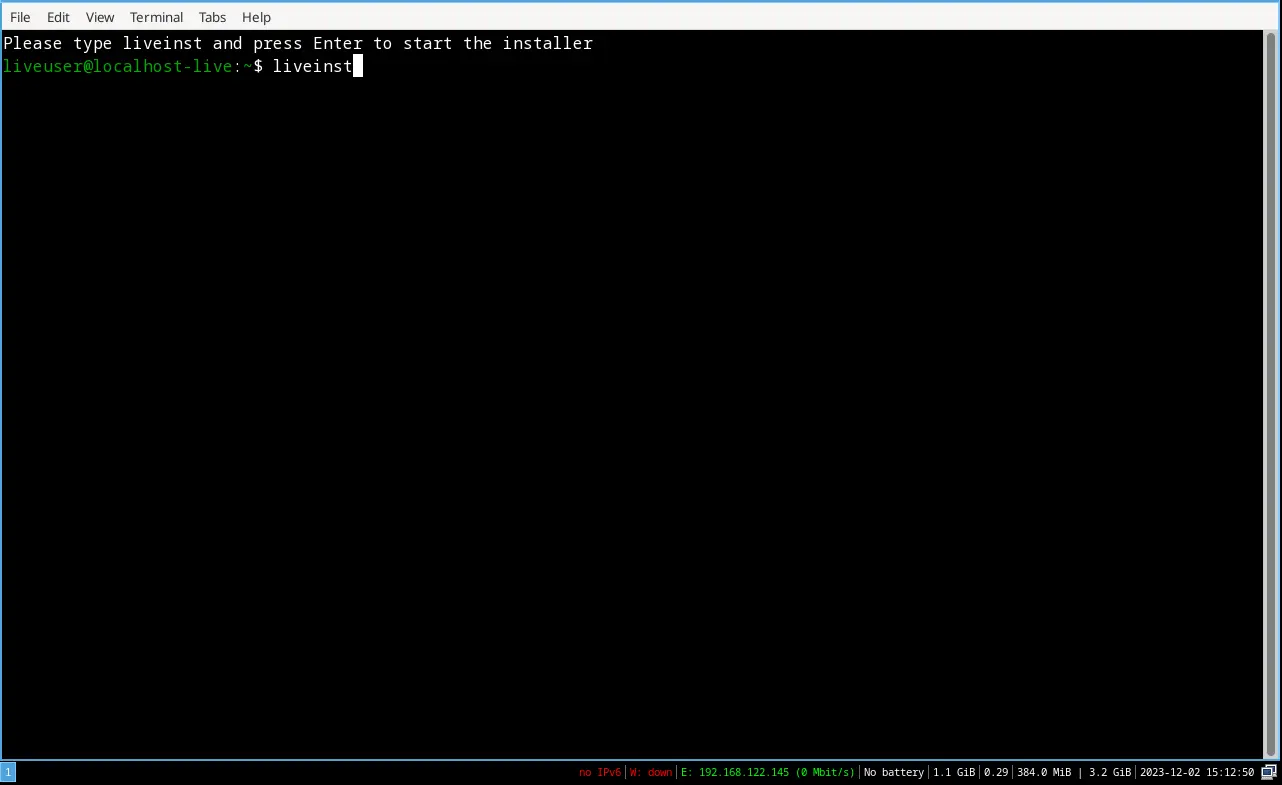 File Edit View Terminal Tabs Help
Please type liveinst and press Enter to start the installer
liveuser@localhost-live:~$ liveinst
1 no IPv6|W: down|E: 192.168.122.145 (0 Mbit/s)|No battery|1.1 GiB|0.29|384.0 MiB | 3.2 GiB|2023-12-02 15:12:50